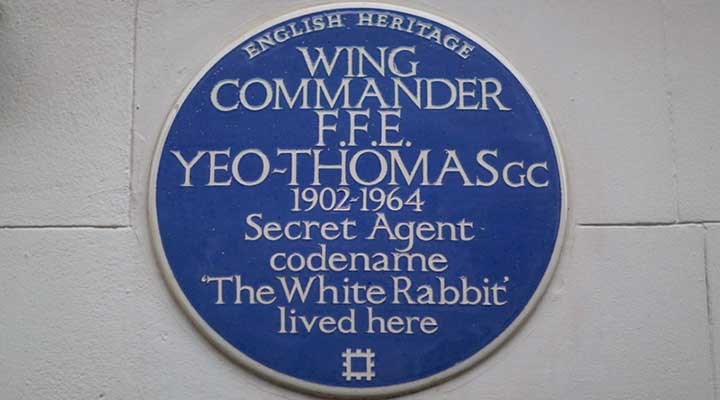 ENGLISH HERITAGE
WING
COMMANDER
F.F.E.
YEO-THOMAS GC
1902-1964
Secret Agent
codename
‘The White Rabbit’
lived here